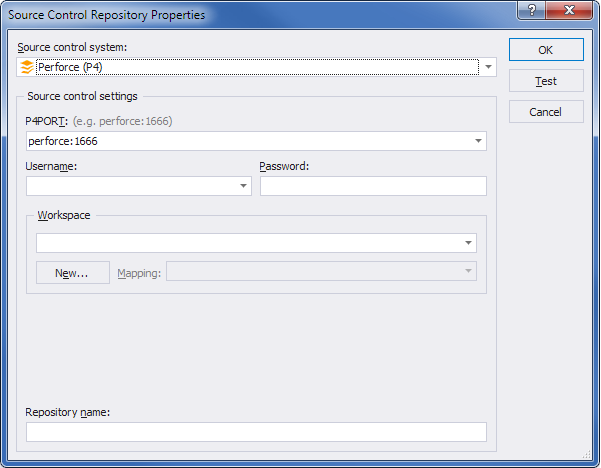 Source Control Repository Properties
?
Source control system:
Perforce (P4)
OK
Test
Cancel
Source control settings
P4PORT: (e.g. perforce:1666)
perforce:1666
Username:
Password:
Workspace
New...
Mapping:
Repository name: